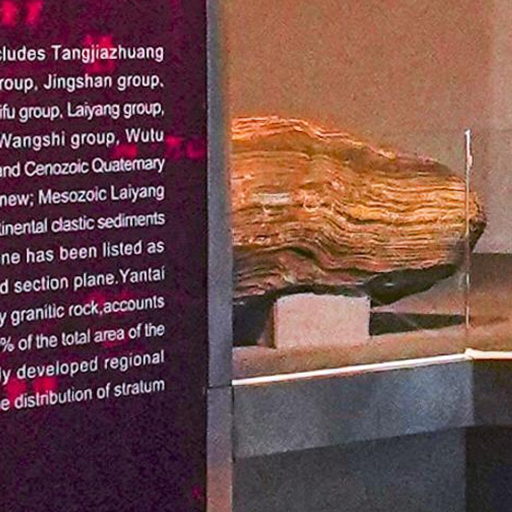 cludes Tangjiazhuang
roup, Jingshan group,
ifu group, Laiyang group,
Wangshi group, Wutu
and Cenozoic Quaternary
new; Mesozoic Laiyang
tinental clastic sediments
ne has been listed as
d section plane.Yantai
y granitic rock,accounts
% of the total area of the
ly developed regional
e distribution of stratum